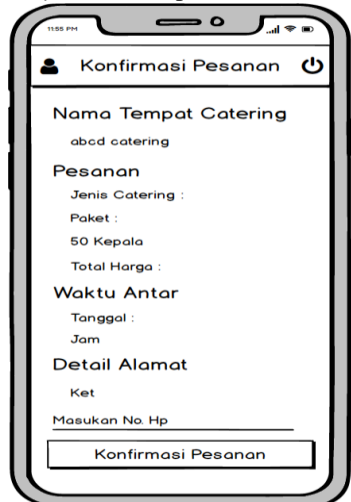 11:55 PM
Konfirmasi Pesanan
Nama Tempat Catering
abcd catering
Pesanan
Jenis Catering :
Paket :
50 Kepala
Total Harga :
Waktu Antar
Tanggal :
Jam
Detail Alamat
Ket
Masukan No. Hp
Konfirmasi Pesanan